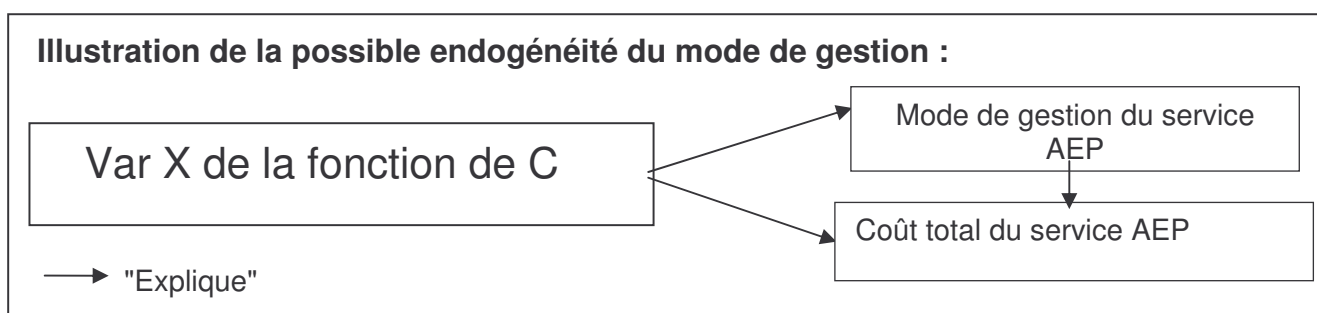 Illustration de la possible endogénéité du mode de gestion :
Mode de gestion du service
AEP
Var X de la fonction de C
Coût total du service AEP
"Explique"